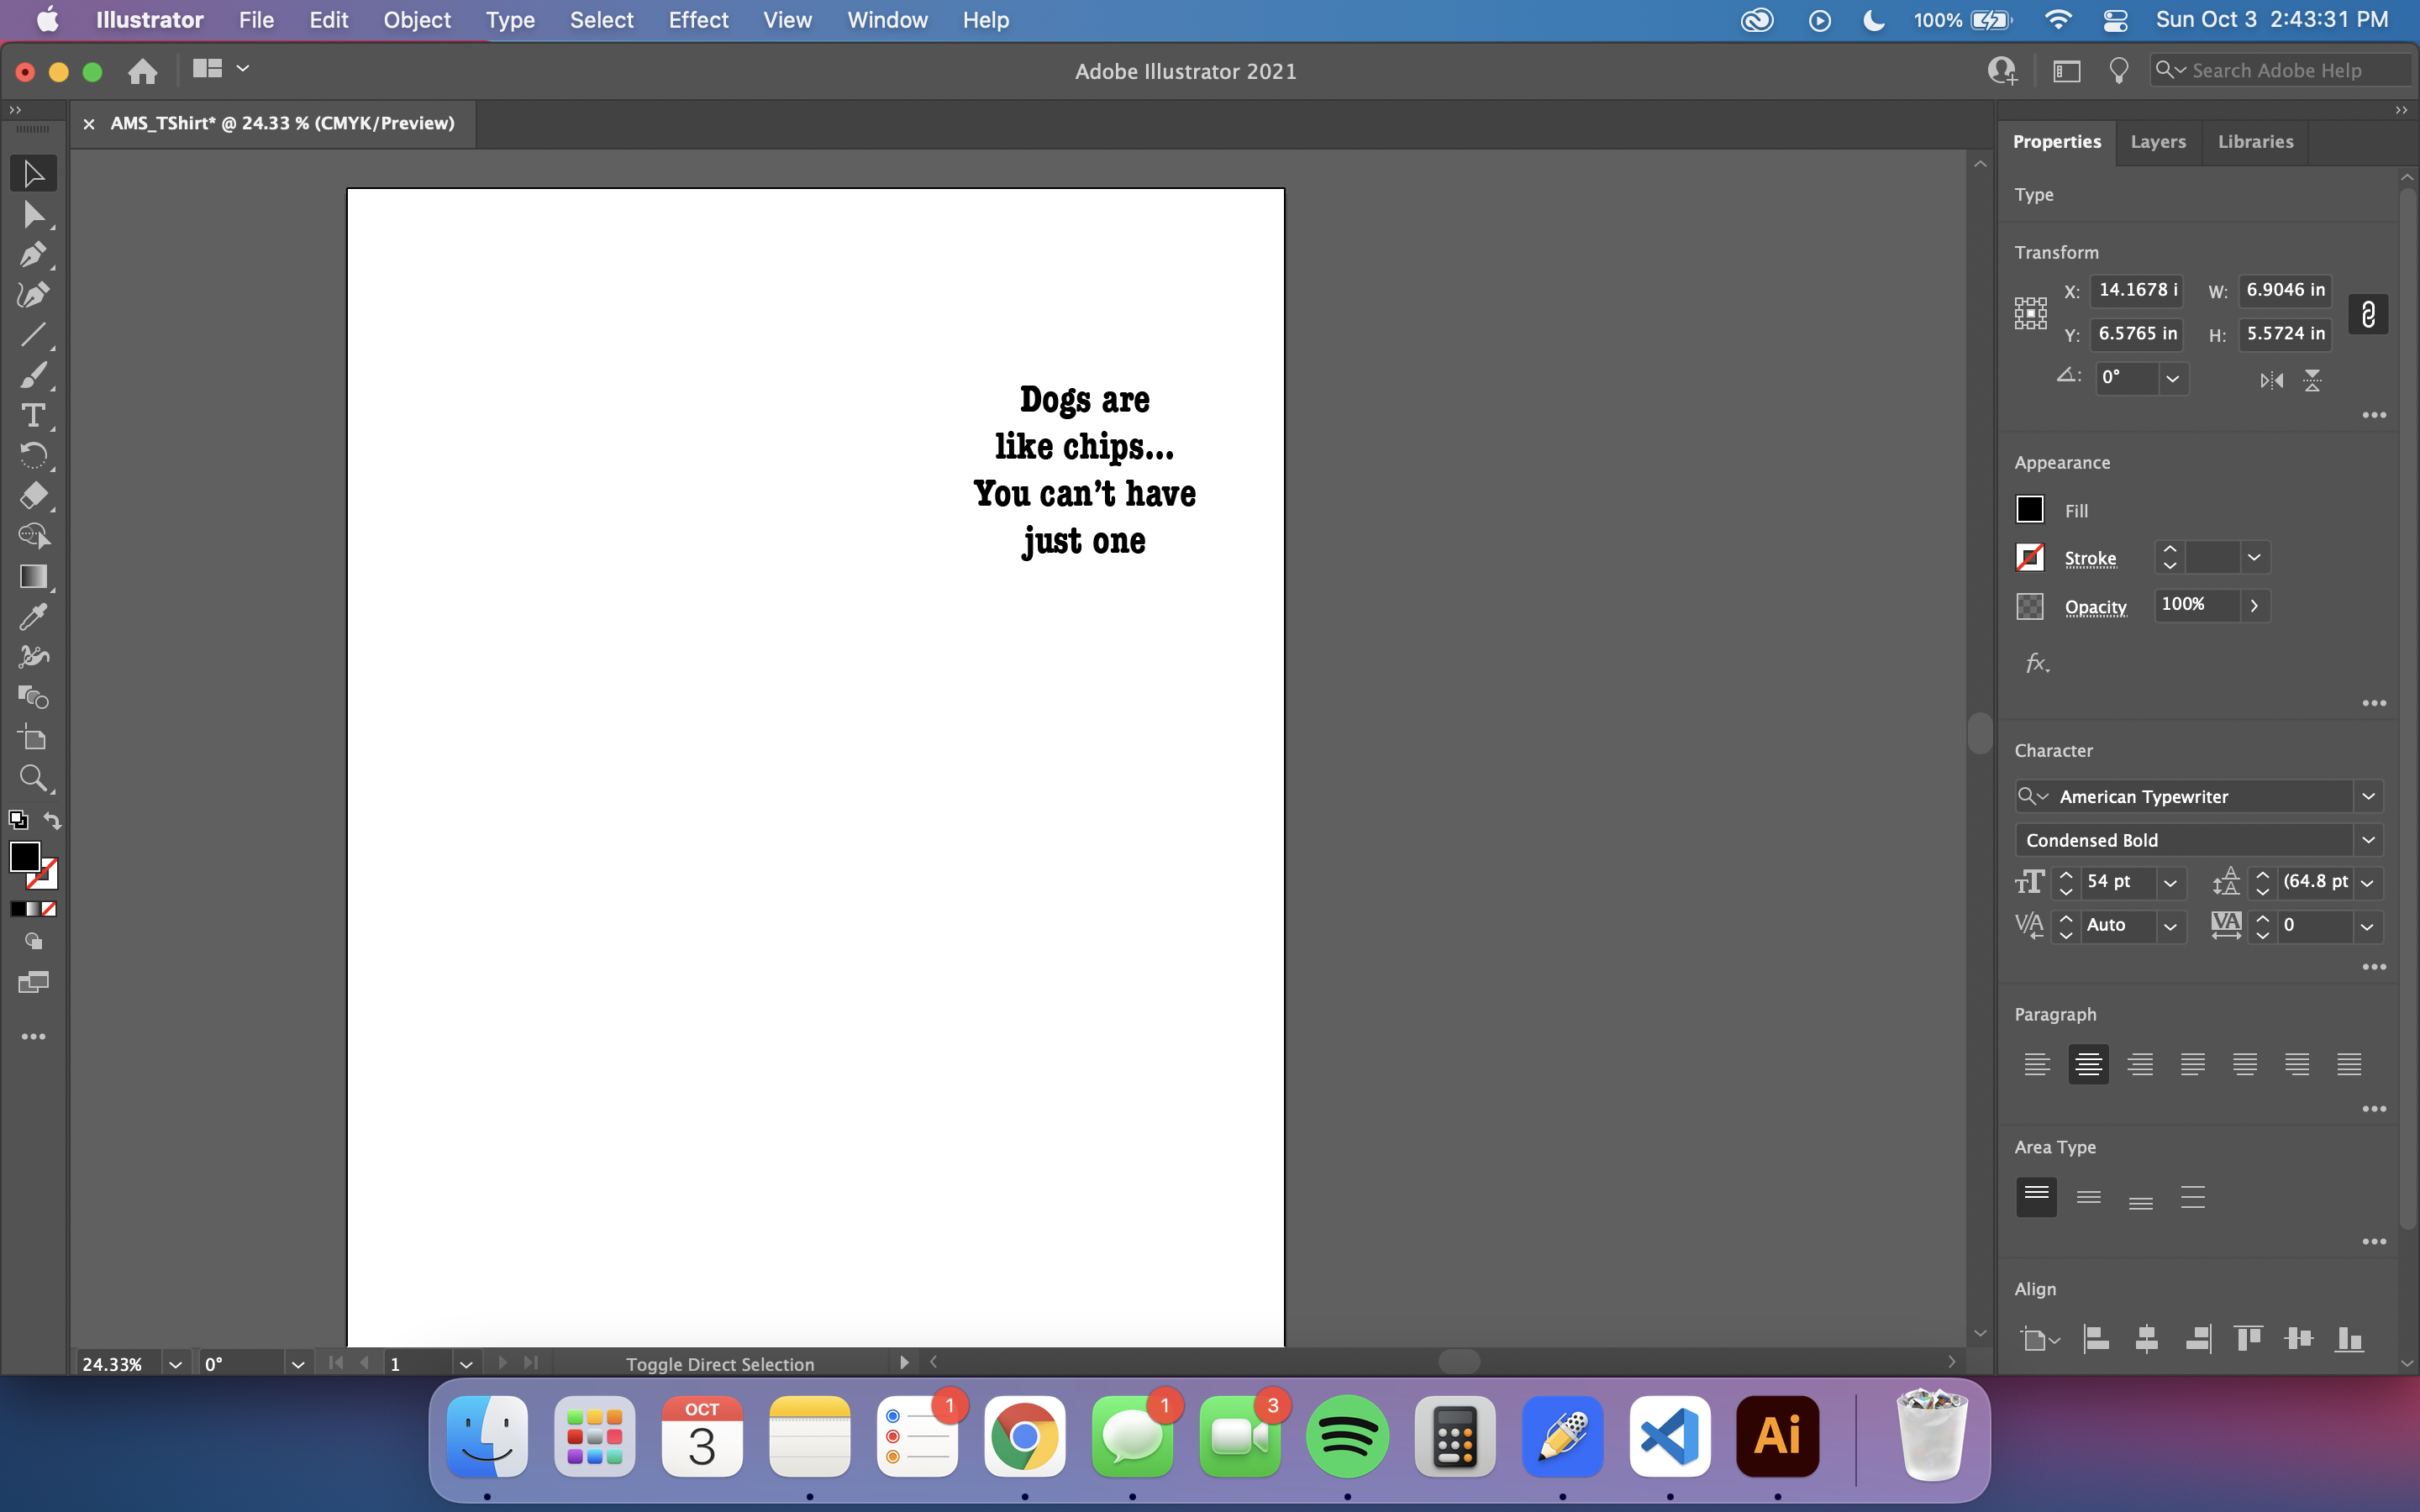 Illustrator File Edit Object Type Select Effect View Window Help 100% Sun Oct 3 2:43:31 PM
Adobe Illustrator 2021 Search Adobe Help
AMS_TShirt* @ 24.33 % (CMYK/Preview)
Properties Layers Libraries
Type
Transform
X: 14.1678 i W: 6.9046 in
Y: 6.5765 in H: 5.5724 in
0°
Dogs are
like chips...
You can’t have
just one
Appearance
Fill
Stroke
Opacity 100%
fx.
Character
American Typewriter
Condensed Bold
54 pt (64.8 pt
Auto 0
Paragraph
Area Type
Align
24.33% 0° 1 Toggle Direct Selection
OCT
3
1
1
3
Ai